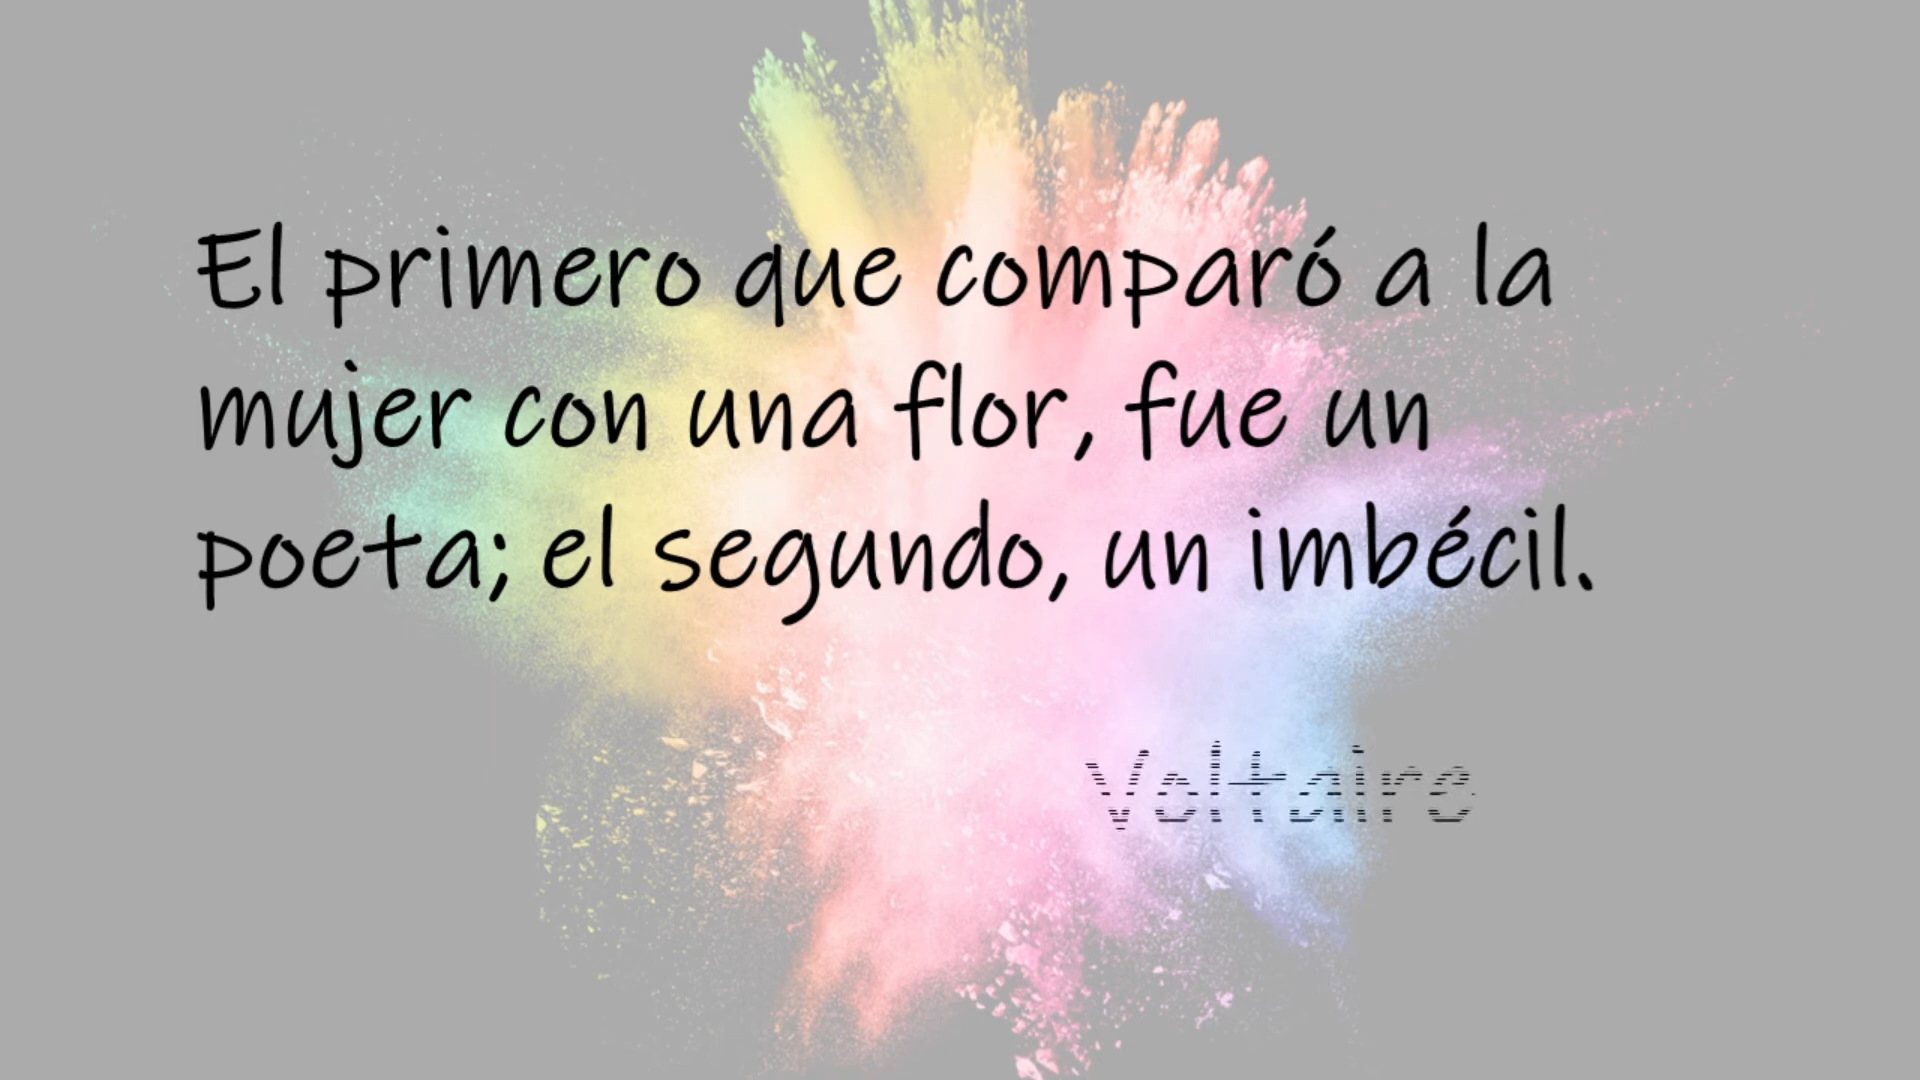 El primero que comparó a la
mujer con una flor, fue un
poeta; el segundo, un imbécil.
Voltaire